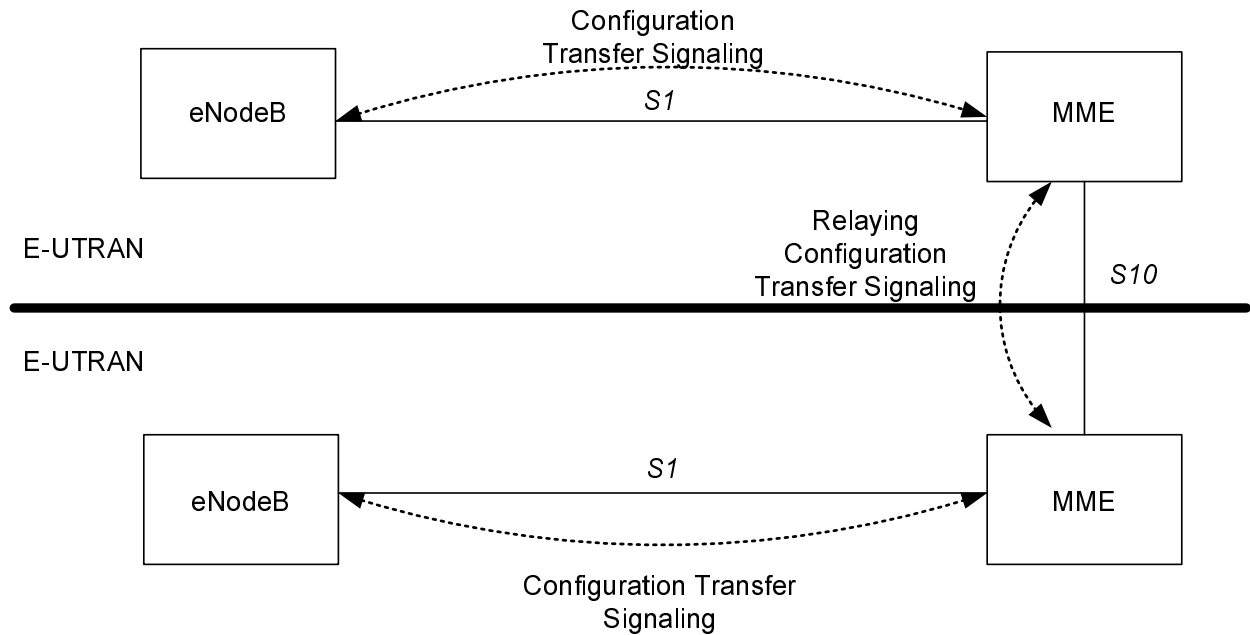 Configuration
Transfer Signaling
eNodeB
S1
MME
Relaying
Configuration
Transfer Signaling
E-UTRAN
S10
E-UTRAN
eNodeB
S1
MME
Configuration Transfer
Signaling